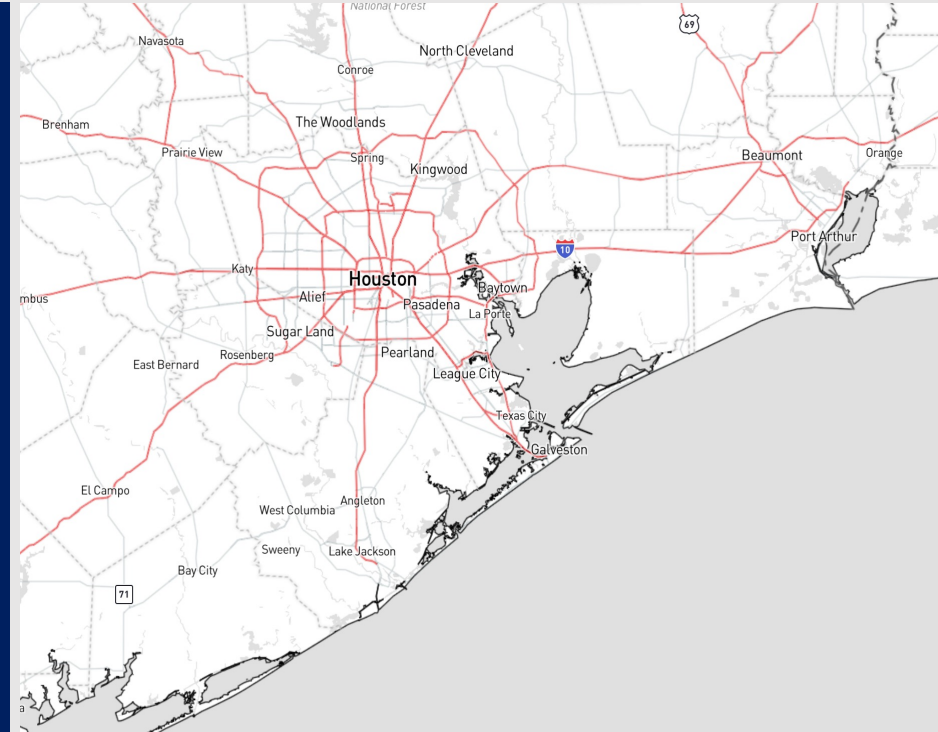 National Forest
69
Navasota
North Cleveland
Conroe
Brenham
The Woodlands
Prairie View
Spring
Kingwood
Beaumont
Orange
Port Arthur
10
Katy
Houston
Baytown
mbus
Alief
Pasadena
La Porte
Sugar Land
Rosenberg
Pearland
East Bernard
League City
Texas City
Galveston
El Campo
Angleton
West Columbia
Sweeny
Lake Jackson
Bay City
71
a